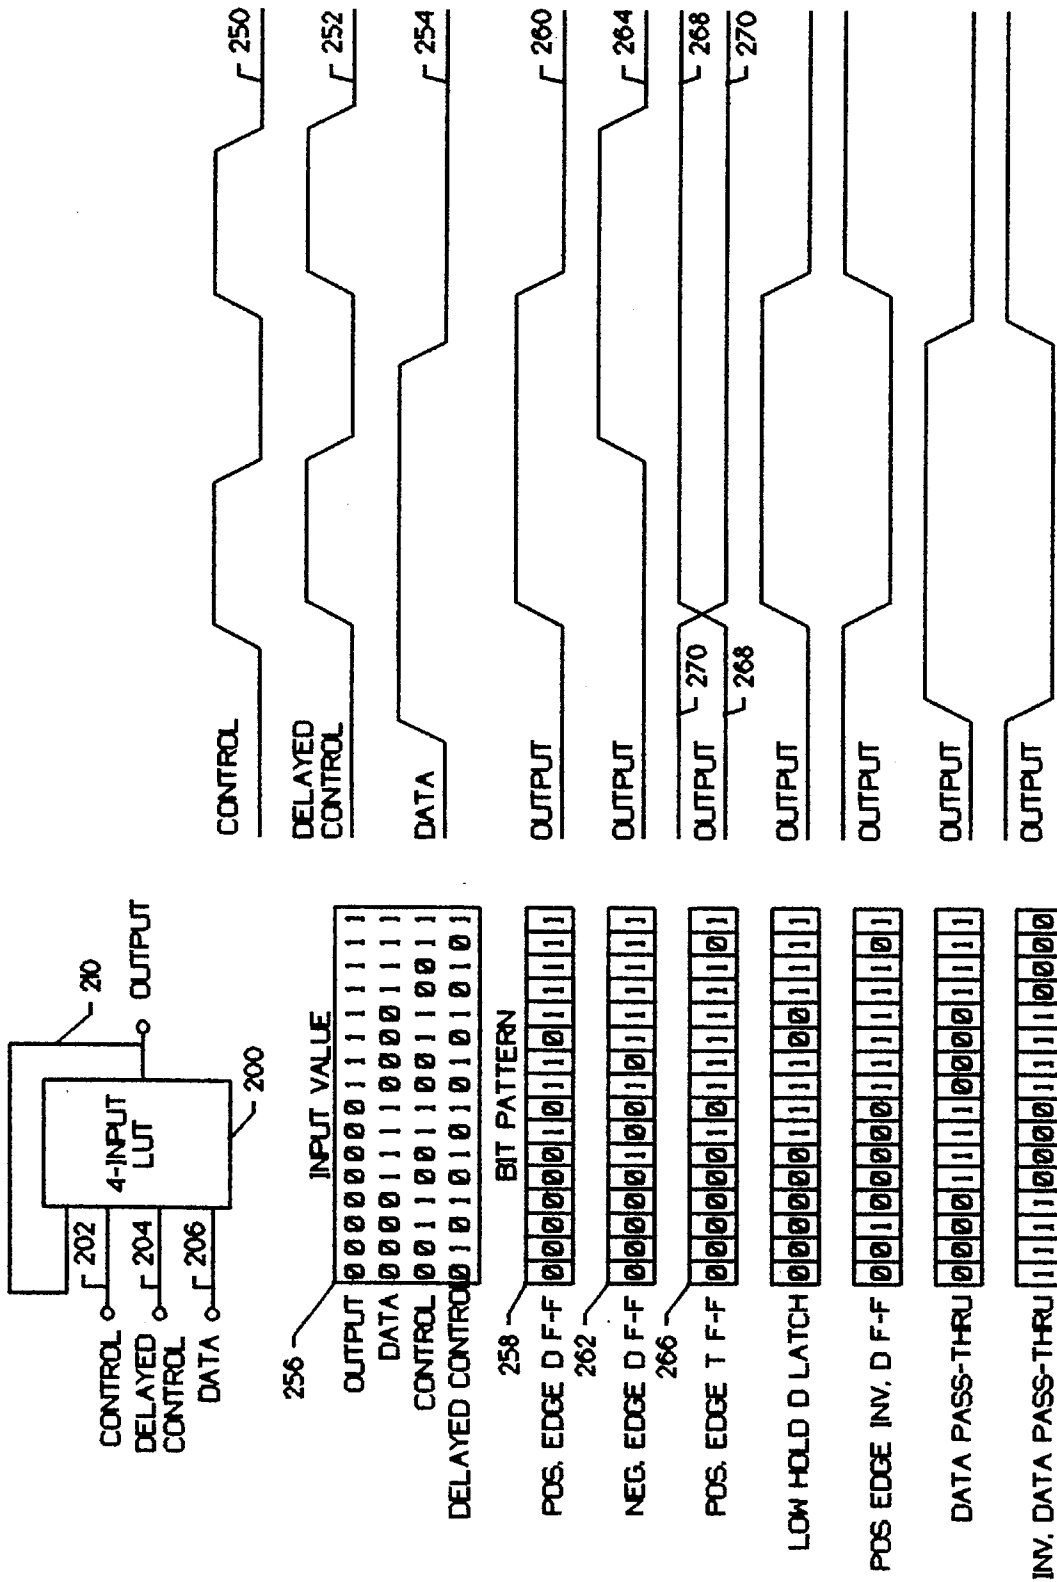 4-INPUT
LUT
CONTROL
DELAYED
CONTROL
DATA
202
204
206
200
210
OUTPUT
256
INPUT VALUE
OUTPUT 0 0 0 0 0 0 0 0 1 1 1 1 1 1 1 1
DATA 0 0 0 0 1 1 1 1 0 0 0 0 1 1 1 1
CONTROL 0 0 1 1 0 0 1 1 0 0 1 1 0 0 1 1
DELAYED CONTROL 0 1 0 1 0 1 0 1 0 1 0 1 0 1 0 1
258
BIT PATTERN
POS. EDGE D F-F 0 0 0 0 0 0 1 0 1 1 0 1 1 1 1 1
262
NEG. EDGE D F-F 0 0 0 0 0 1 0 0 1 0 1 1 1 1 1 1
266
POS. EDGE T F-F 0 0 0 0 0 0 1 0 1 1 1 1 1 1 0 1
LOW HOLD D LATCH 0 0 0 0 0 0 1 1 1 1 0 0 1 1 1 1
POS EDGE INV. D F-F 0 0 1 0 0 0 0 0 1 1 1 1 1 1 0 1
DATA PASS-THRU 0 0 0 0 1 1 1 1 0 0 0 0 1 1 1 1
INV. DATA PASS-THRU 1 1 1 1 0 0 0 0 1 1 1 1 0 0 0 0
CONTROL
250
DELAYED
CONTROL
252
DATA
254
OUTPUT
260
OUTPUT
264
270
268
OUTPUT
268
270
OUTPUT
OUTPUT
OUTPUT
OUTPUT